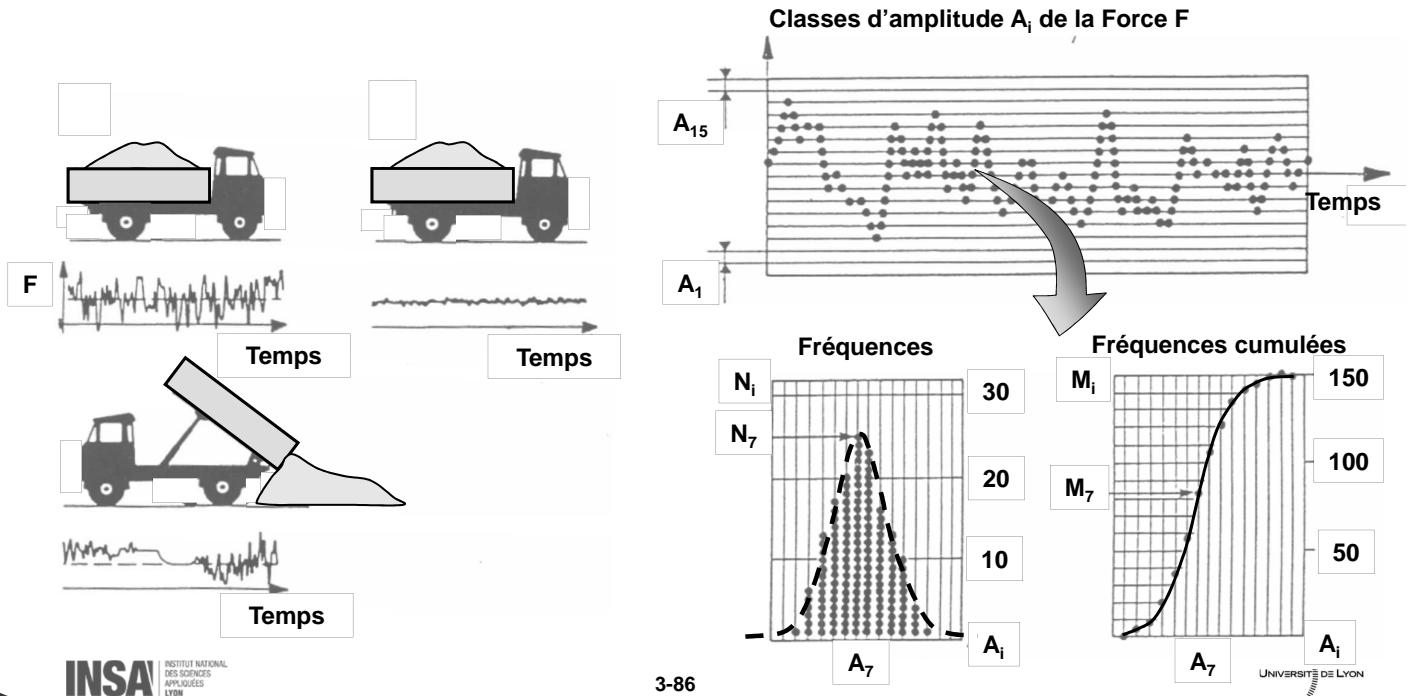 Classes d'amplitude Ai de la Force F
A15
Temps
A1
F
Temps
Temps
Temps
Fréquences
Ni
30
N7
20
10
A7
Ai
Fréquences cumulées
Mi
150
100
M7
50
A7
Ai
INSA
INSTITUT NATIONAL
DES SCIENCES
APPLIQUÉES
LYON
3-86
UNIVERSITÉ DE LYON